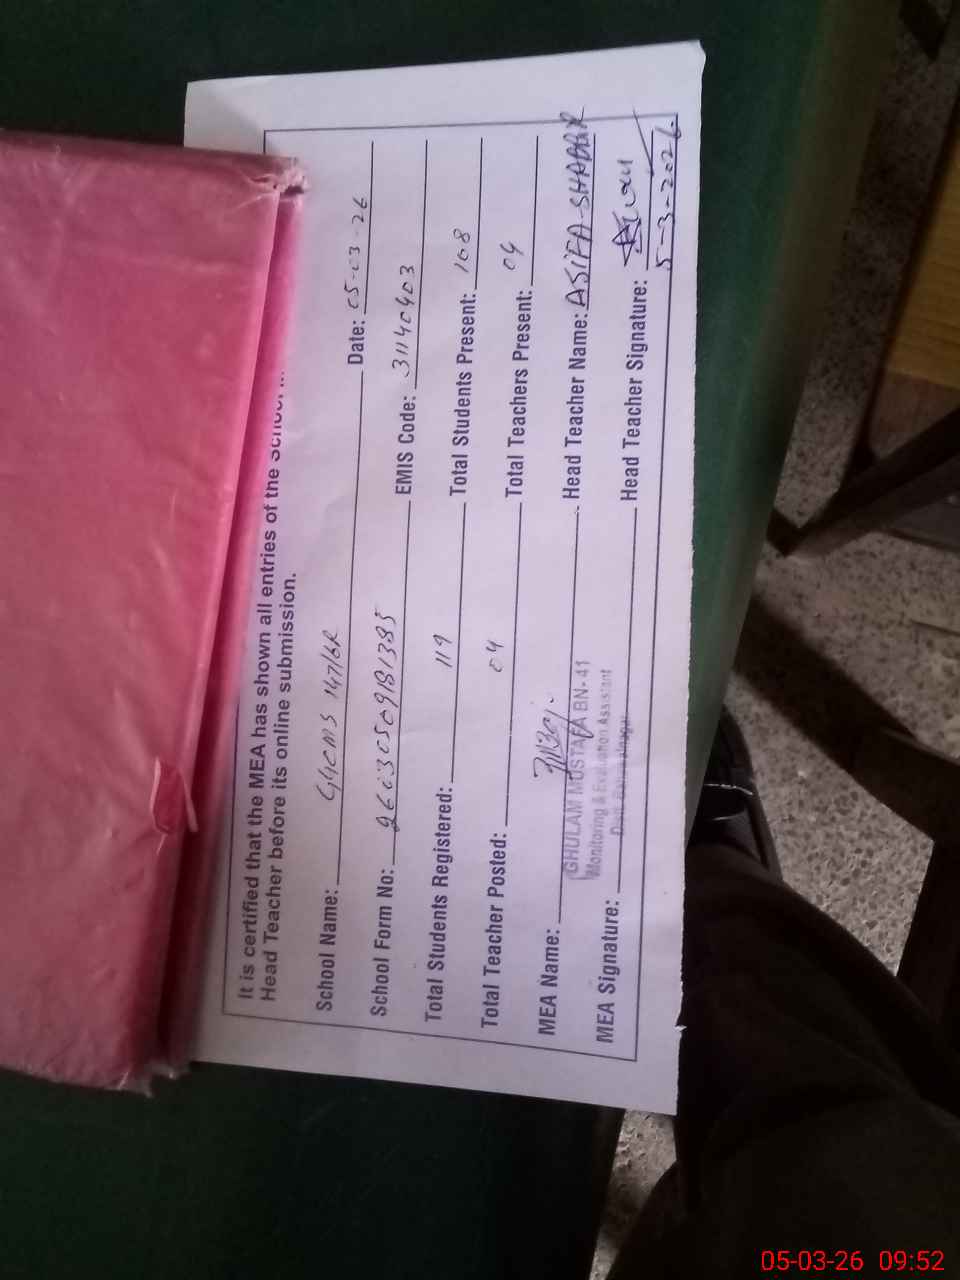 It is certified that the MEA has shown all entries of the School
Head Teacher before its online submission.
School Name: GGCMS 147/6R Date: 05-03-26
School Form No: EMIS Code: 31140403
Total Students Registered: 119 Total Students Present: 108
Total Teacher Posted: 04 Total Teachers Present: 04
MEA Name: Head Teacher Name: ASIFA-SHABBIR
GHULAM MUSTAFA BN- 41
Monitoring & Evaluation Assistant
Distt. Bahawalnagar
MEA Signature: Head Teacher Signature:
5-3-2026
05-03-26 09:52